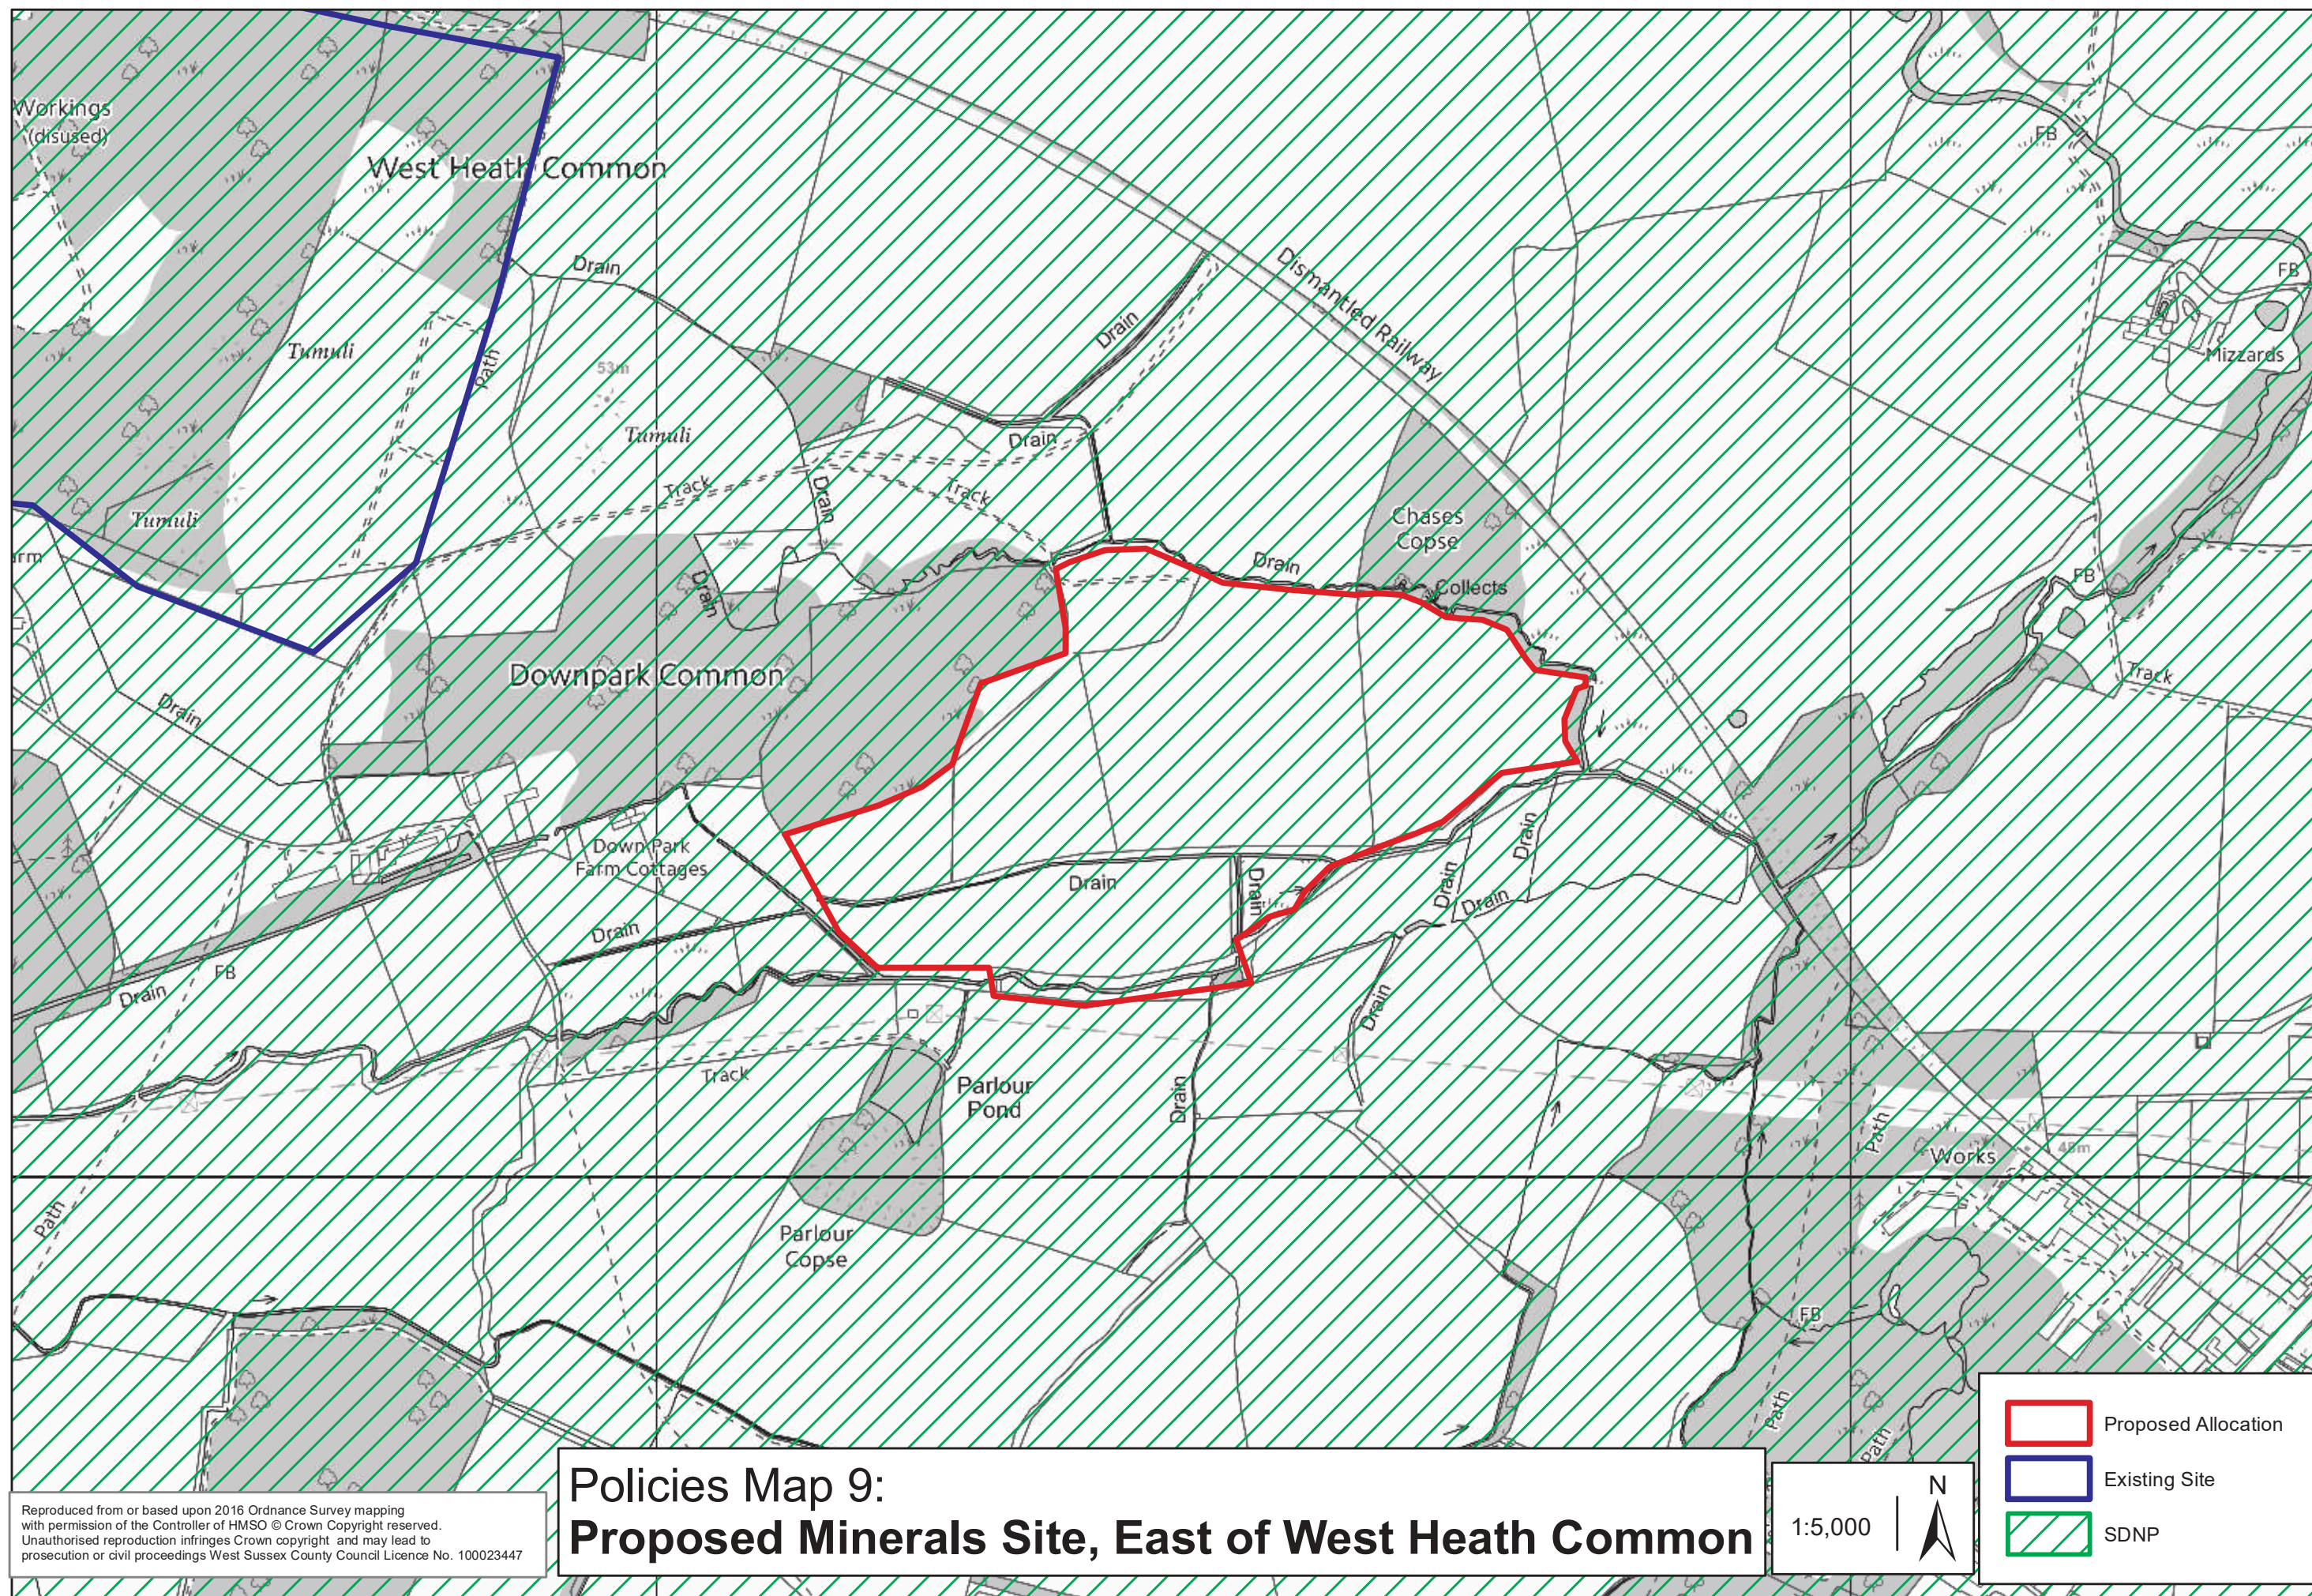 Workings
(disused)
West Heath Common
FB
Drain
FB
Drain
Dismantled Railway
Mizzards
Tumuli
Path
53m
Tumuli
Drain
Track
Drain
Track
Tumuli
Chases
Copse
arm
Drain
Drain
Collects
FB
Downpark Common
Track
Drain
Down Park
Farm Cottages
Drain
Drain
Drain
Drain
Drain
Drain
FB
Drain
Drain
Track
Parlour
Pond
Drain
Path
Works
48m
Path
Parlour
Copse
FB
Path
Path
Proposed Allocation
Existing Site
SDNP
Policies Map 9:
Proposed Minerals Site, East of West Heath Common
1:5,000
N
Reproduced from or based upon 2016 Ordnance Survey mapping
with permission of the Controller of HMSO © Crown Copyright reserved.
Unauthorised reproduction infringes Crown copyright and may lead to
prosecution or civil proceedings West Sussex County Council Licence No. 100023447